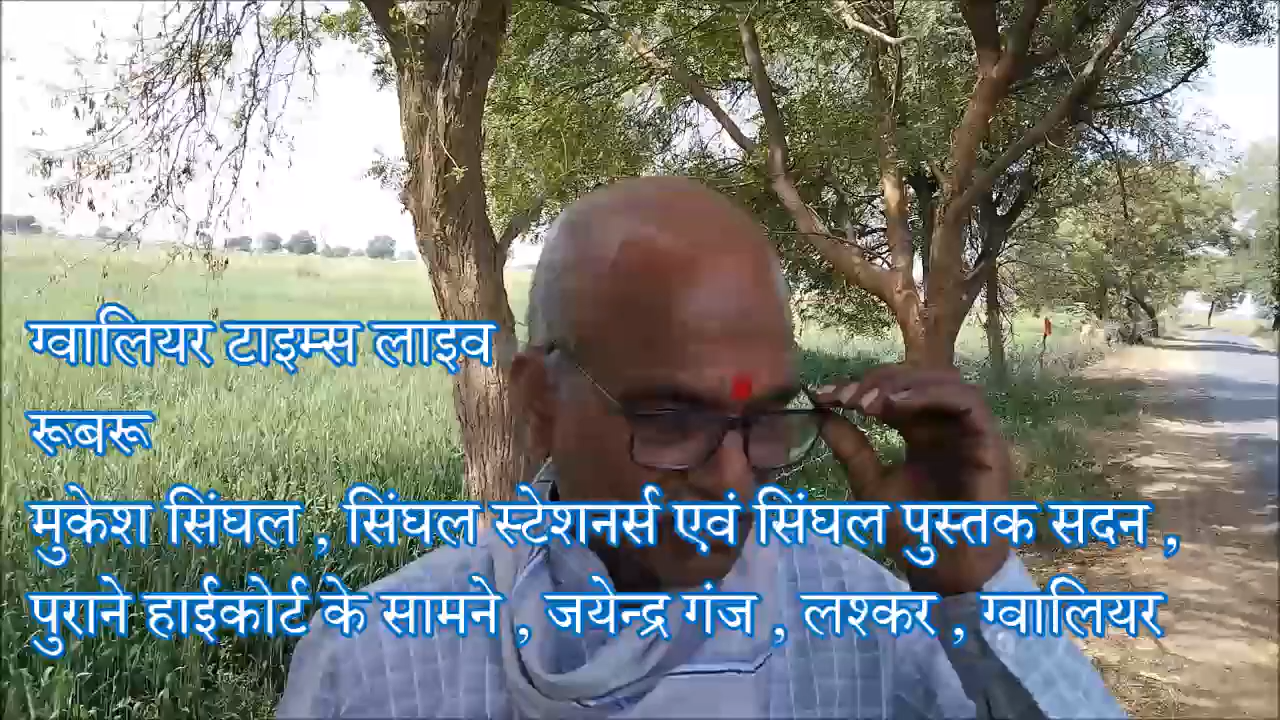 ग्वालियर टाइम्स लाइव
रूबरू
मुकेश सिंघल , सिंघल स्टेशनर्स एवं सिंघल पुस्तक सदन ,
पुराने हाईकोर्ट के सामने , जयेन्द्र गंज , लश्कर , ग्वालियर